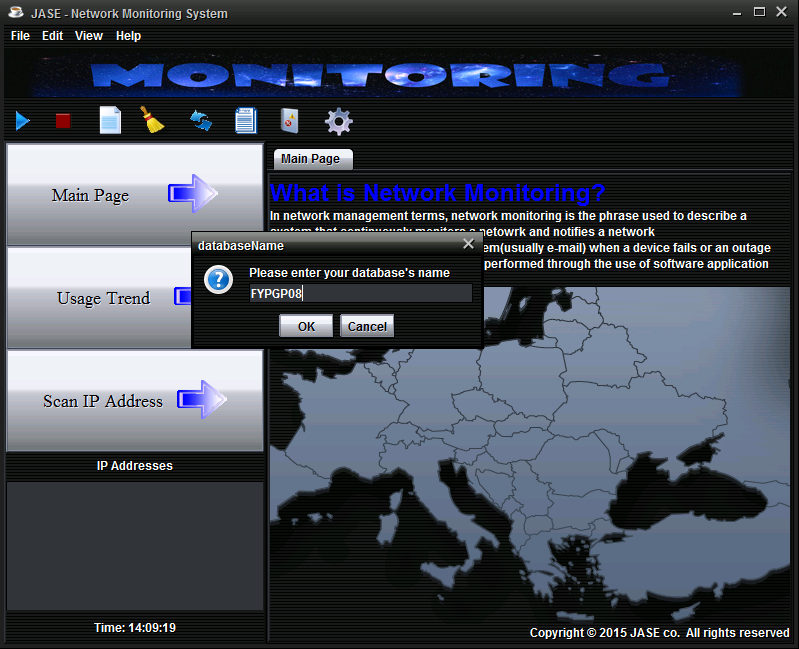 JASE - Network Monitoring System
File Edit View Help
MONITORING
Main Page
Usage Trend
Scan IP Address
IP Addresses
Time: 14:09:19
Main Page
What Is Network Monitoring?
In network management terms, network monitoring is the phrase used to describe a
system that continuously monitors a netowrk and notifies a network
em(usually e-mail) when a device fails or an outage
performed through the use of software application
databaseName
Please enter your database's name
FYPGP08
OK Cancel
Copyright © 2015 JASE co. All rights reserved